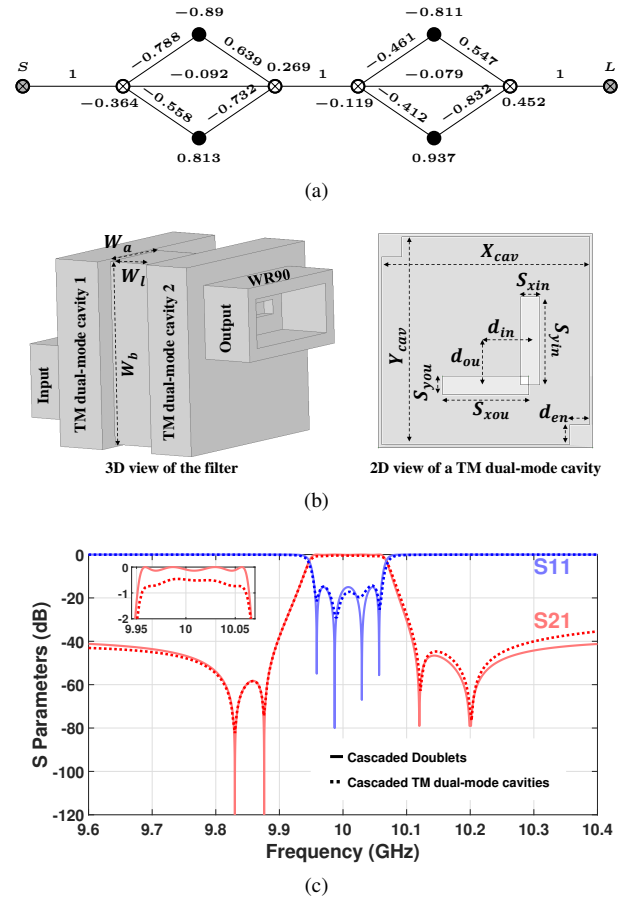 −0.89
−0.811
−0.788
0.639
−0.461
0.547
S
1
−0.092
0.269
1
−0.079
1
L
−0.364
−0.558
−0.732
−0.119
−0.412
−0.832
0.452
0.813
0.937
(a)
W_a
W_l
W_b
TM dual-mode cavity 1
TM dual-mode cavity 2
WR90
Input
Output
3D view of the filter
X_cav
Y_cav
S_xin
S_yin
d_in
d_ou
S_you
S_xou
d_en
2D view of a TM dual-mode cavity
(b)
S Parameters (dB)
0
-20
-40
-60
-80
-100
-120
0
-1
-2
9.95
10
10.05
S11
S21
Cascaded Doublets
Cascaded TM dual-mode cavities
9.6 9.7 9.8 9.9 10 10.1 10.2 10.3 10.4
Frequency (GHz)
(c)